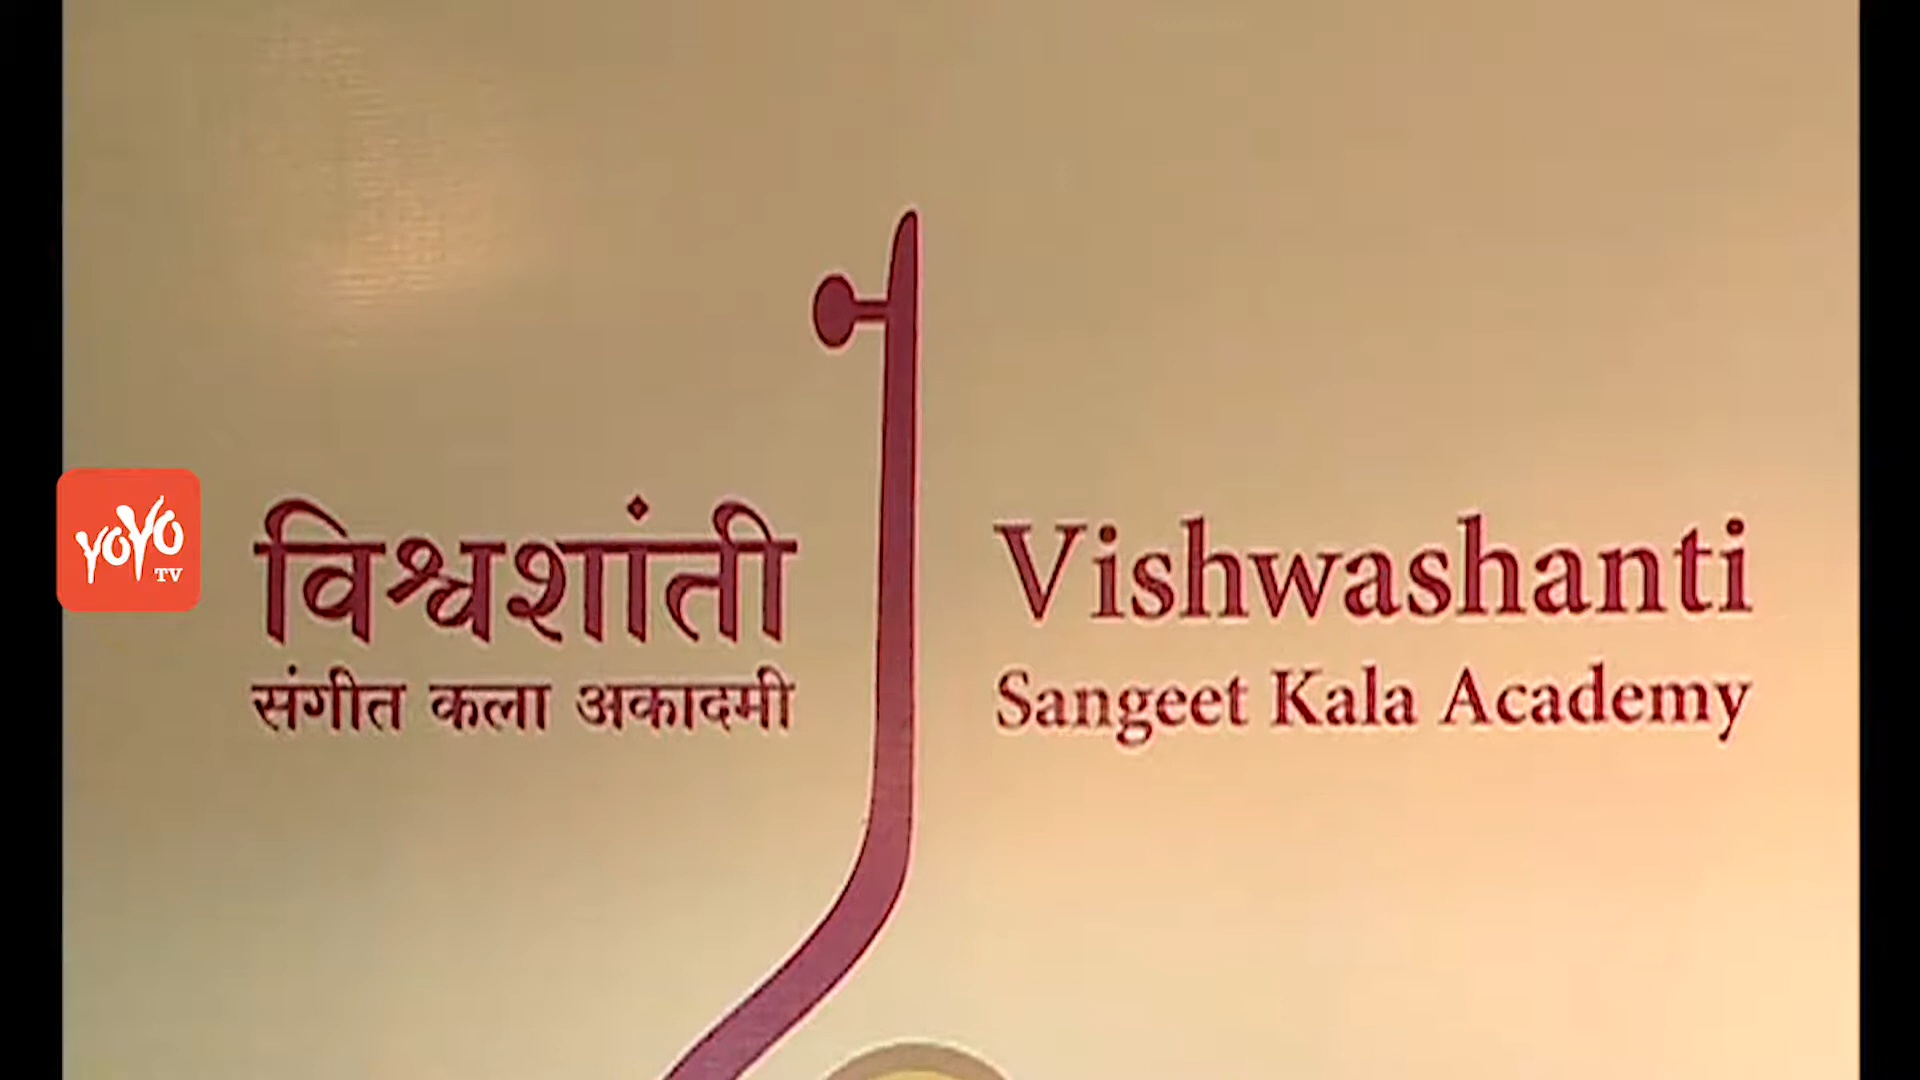 विश्वशांती
संगीत कला अकादमी
Vishwashanti
Sangeet Kala Academy
YOYO
TV